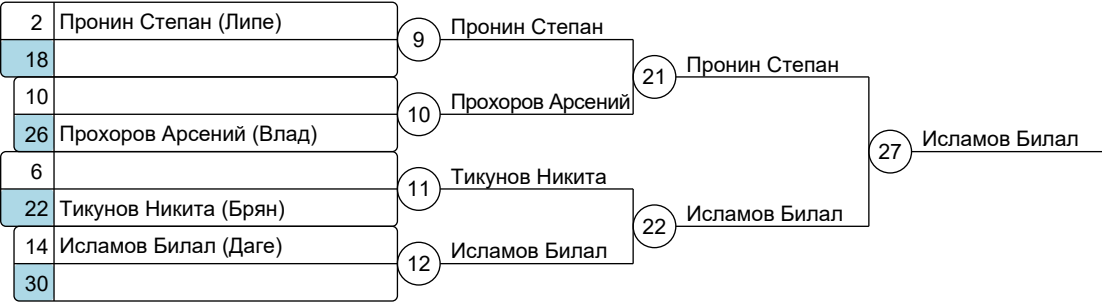 2 Пронин Степан (Липе)
18
9 Пронин Степан
10
26 Прохоров Арсений (Влад)
10 Прохоров Арсений
21 Пронин Степан
6
22 Тикунов Никита (Брян)
11 Тикунов Никита
14 Исламов Билал (Даге)
30
12 Исламов Билал
22 Исламов Билал
27 Исламов Билал